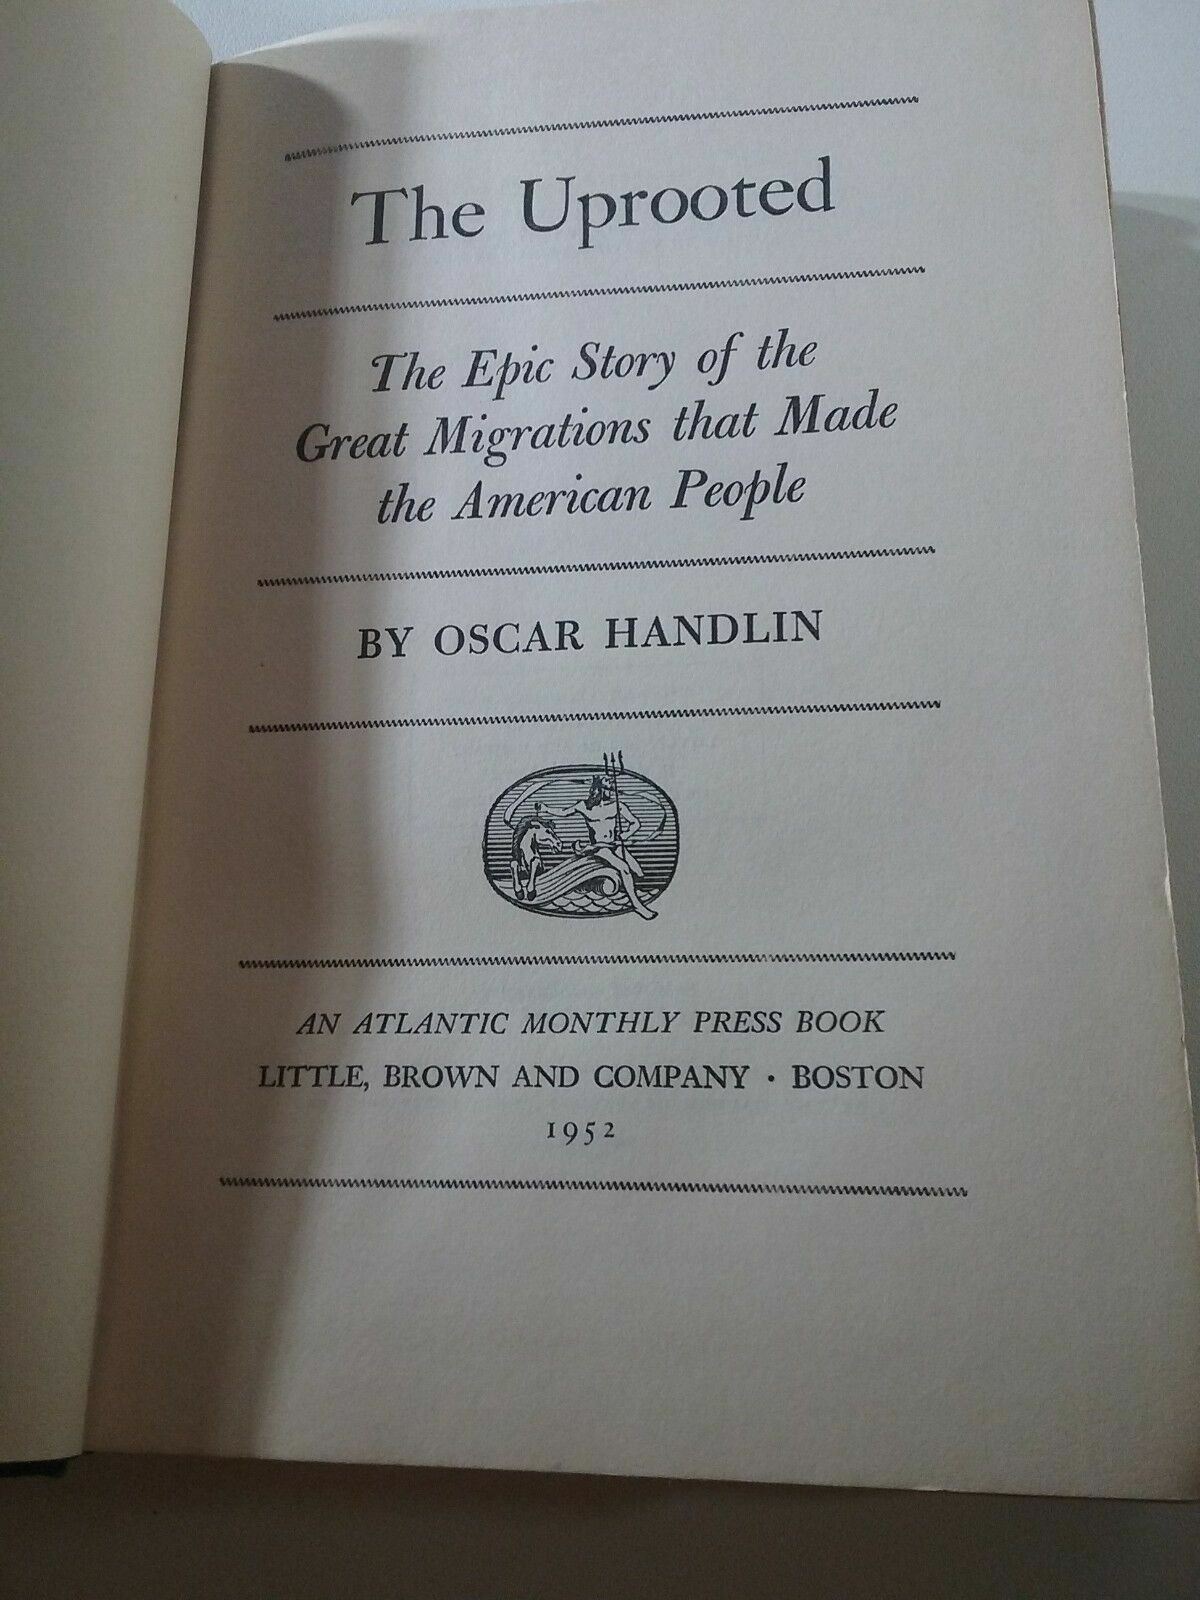 The Uprooted
The Epic Story of the
Great Migrations that Made
the American People
BY OSCAR HANDLIN
AN ATLANTIC MONTHLY PRESS BOOK
LITTLE, BROWN AND COMPANY · BOSTON
1952